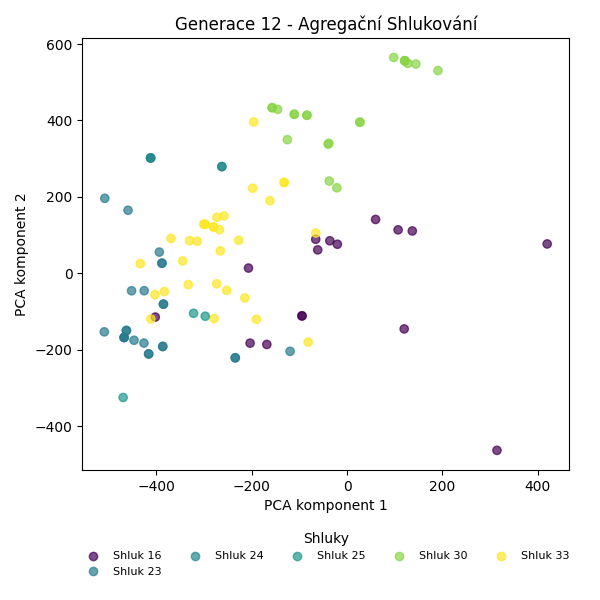 Generace 12 - Agregační Shlukování
600
400
200
0
−200
−400
PCA komponent 2
−400 −200 0 200 400
PCA komponent 1
Shluky
Shluk 16 Shluk 24 Shluk 25 Shluk 30 Shluk 33
Shluk 23